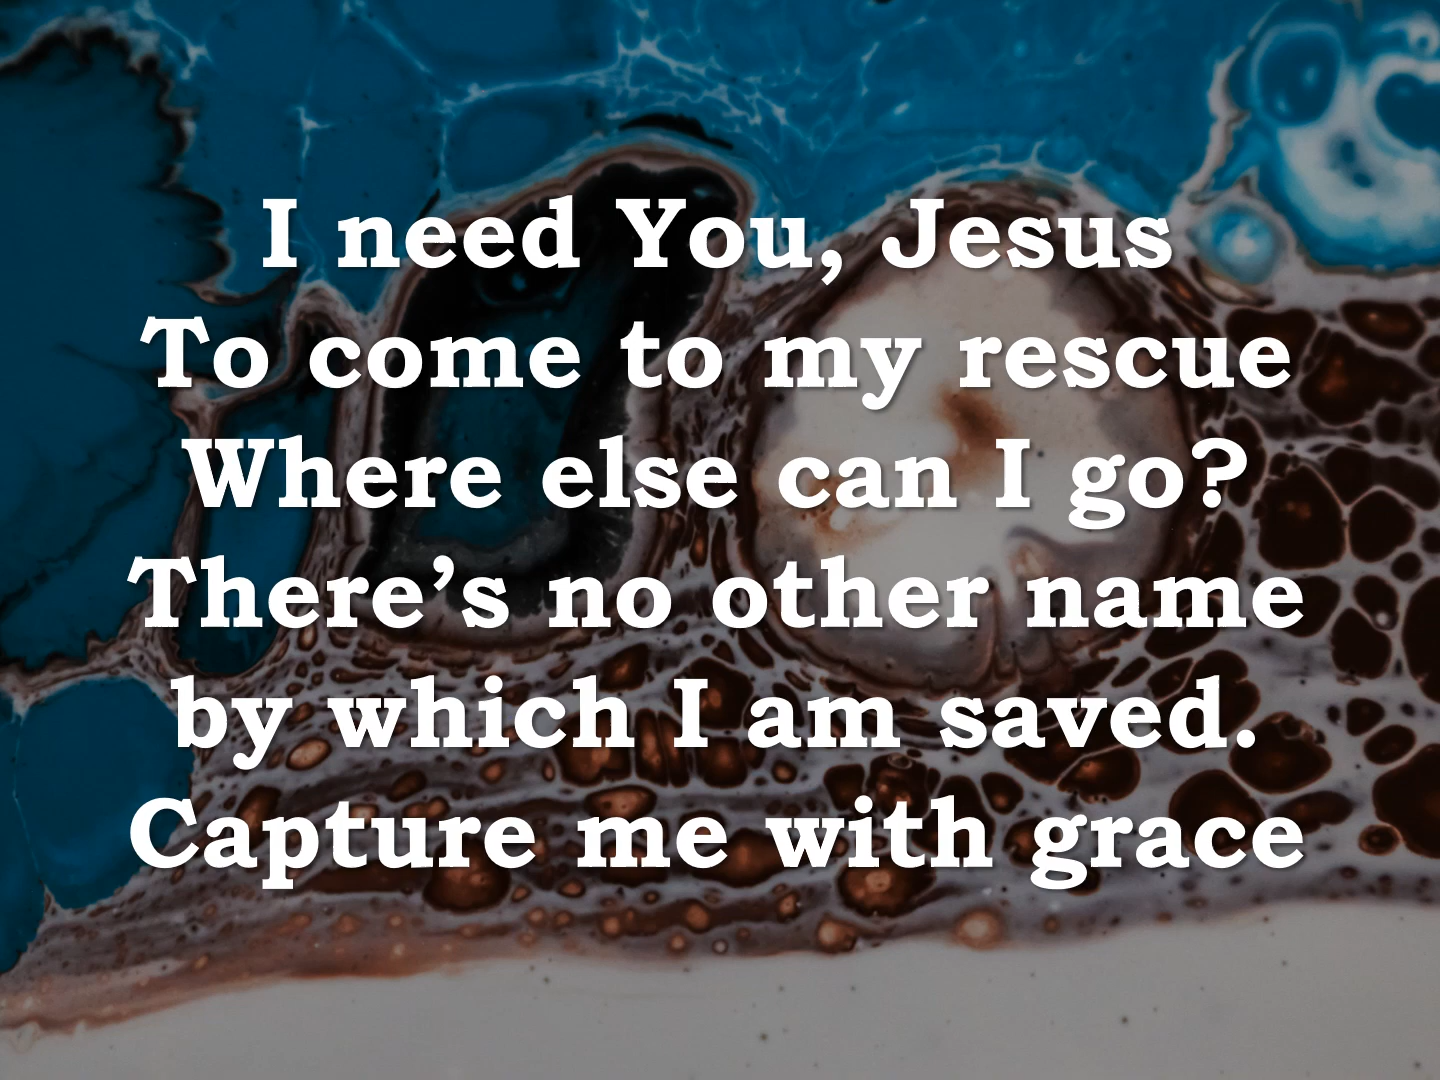 I need You, Jesus
To come to my rescue
Where else can I go?
There’s no other name
by which I am saved.
Capture me with grace